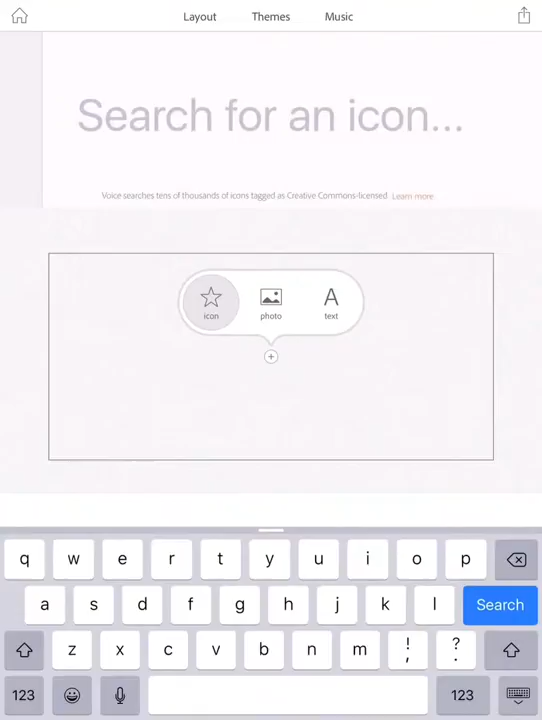 Layout Themes Music
Search for an icon...
Voice searches tens of thousands of icons tagged as Creative Commons-licensed. Learn more
icon photo A text
q w e r t y u i o p
a s d f g h j k l Search
z x c v b n m ! , ? .
123 123